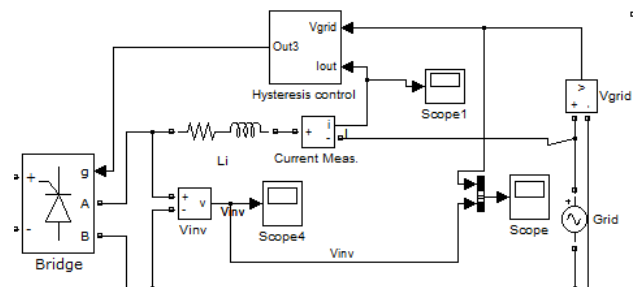 Vgrid
Out3
Iout
Hysteresis control
Scope1
v
+ -
Vgrid
+
i
-
Li
Current Meas.
+
g
A
-
B
Bridge
+
-
v
Vinv
Vinv
Scope4
Vinv
Scope
+
Grid